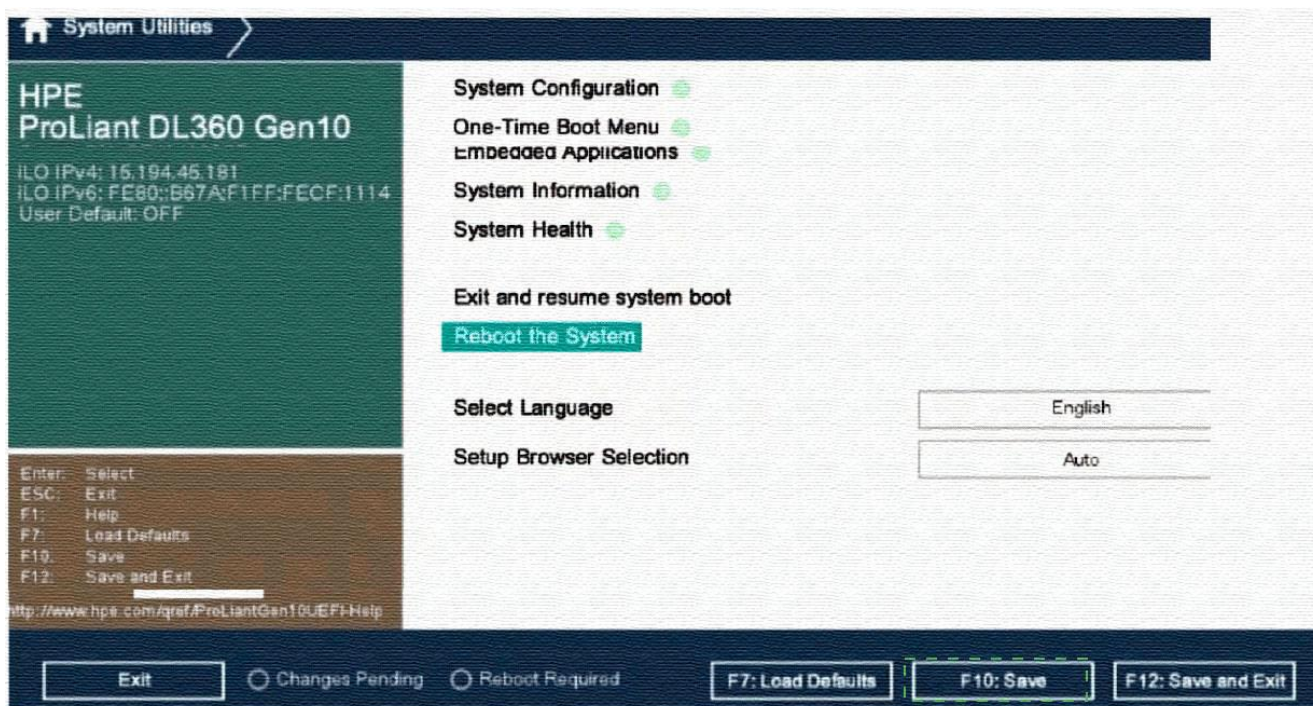 System Utilities
HPE
ProLiant DL360 Gen10
iLO IPv4: 15.194.45.181
iLO IPv6: FE80::B67A:F1FF:FECF:1114
User Default: OFF
Enter: Select
ESC: Exit
F1: Help
F7: Load Defaults
F10: Save
F12: Save and Exit
http://www.hpe.com/qref/ProLiantGen10UEFI-Help
System Configuration
One-Time Boot Menu
Embedded Applications
System Information
System Health
Exit and resume system boot
Reboot the System
Select Language English
Setup Browser Selection Auto
Exit Changes Pending Reboot Required F7: Load Defaults F10: Save F12: Save and Exit